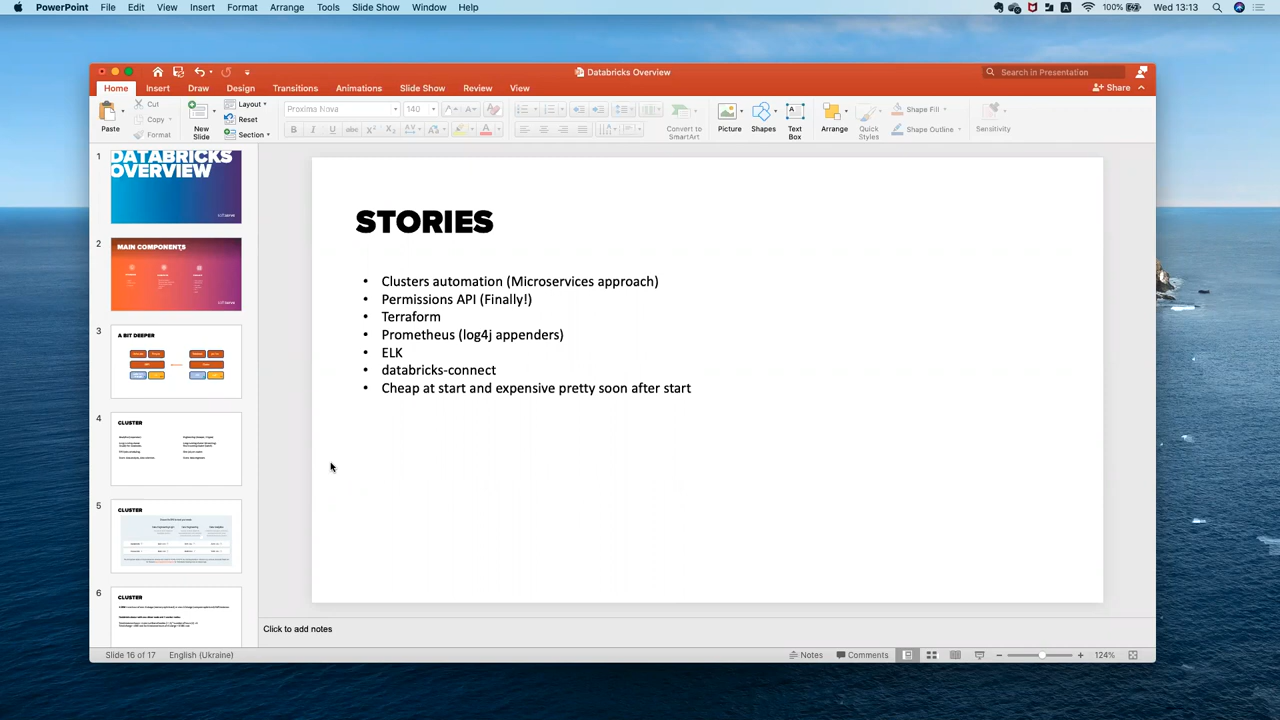 PowerPoint File Edit View Insert Format Arrange Tools Slide Show Window Help
100% Wed 13:13
Databricks Overview
Search in Presentation
Home Insert Draw Design Transitions Animations Slide Show Review View
Share
Paste
Cut
Copy
Format
New Slide
Layout
Reset
Section
Proxima Nova
140
Convert to SmartArt
Picture
Shapes
Text Box
Arrange
Quick Styles
Shape Fill
Shape Outline
Sensitivity
1
DATABRICKS
OVERVIEW
2
MAIN COMPONENTS
3
A BIT DEEPER
4
CLUSTER
5
CLUSTER
6
CLUSTER
STORIES
• Clusters automation (Microservices approach)
• Permissions API (Finally!)
• Terraform
• Prometheus (log4j appenders)
• ELK
• databricks-connect
• Cheap at start and expensive pretty soon after start
Click to add notes
Slide 16 of 17 English (Ukraine)
Notes Comments 124%